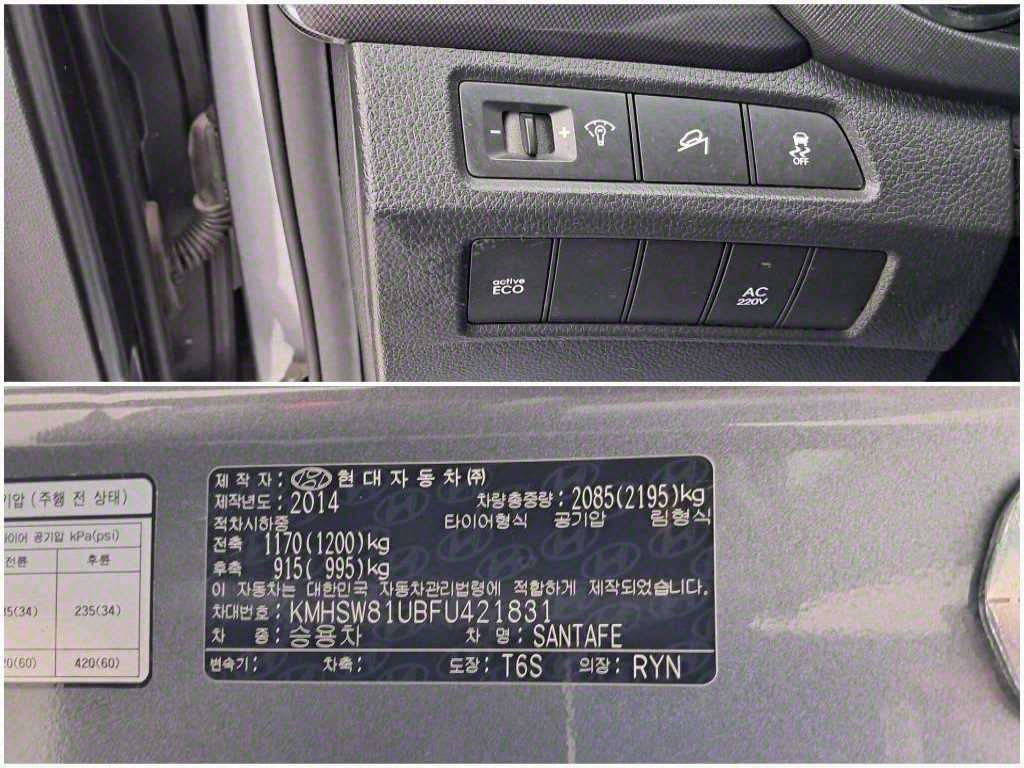 - +
OFF
active
ECO
AC
220V
기압 (주행 전 상태)
타이어 공기압 kPa(psi)
전륜 후륜
235(34)
420(60)
제 작 자 : 현대자동차(주)
제작년도 : 2014 차량총중량 : 2085(2195)kg
적차시하중 타이어형식 공기압 림형식
전축 1170(1200)kg
후축 915( 995)kg
이 자동차는 대한민국 자동차관리법령에 적합하게 제작되었습니다.
차대번호 : KMHSW81UBFU421831
차 종 : 승용차 차 명 : SANTAFE
변속기 : 차축 : 도장 : T6S 의장 : RYN